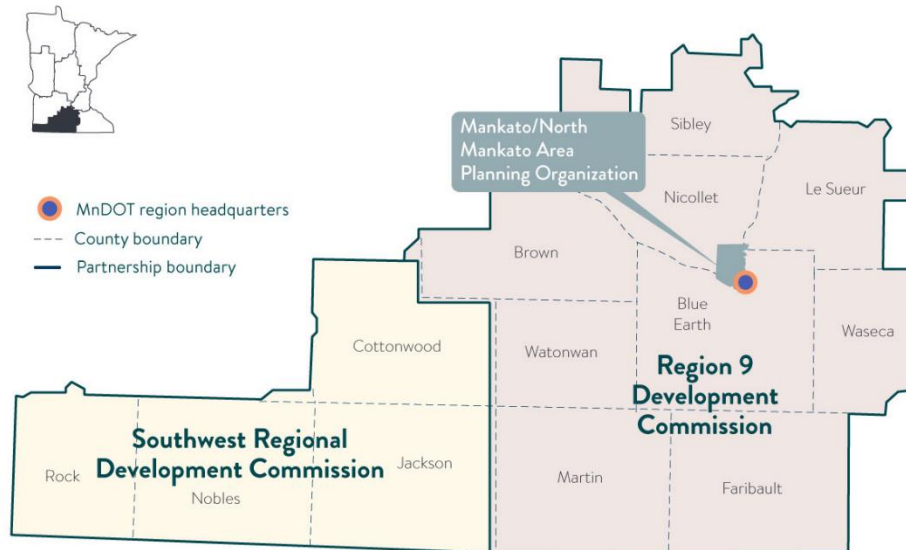 Mankato/North
Mankato Area
Planning Organization
Sibley
Nicollet
Le Sueur
MnDOT region headquarters
County boundary
Partnership boundary
Brown
Blue
Earth
Waseca
Cottonwood
Watonwan
Region 9
Development
Commission
Southwest Regional
Development Commission
Rock
Nobles
Jackson
Martin
Faribault